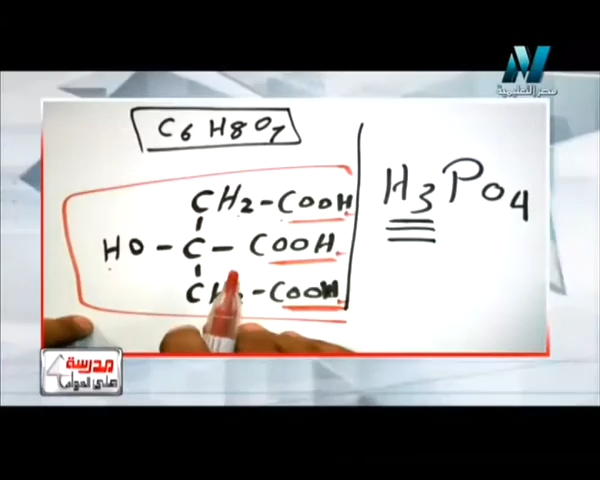 مصر التعليمية
C6 H8 O7
CH2-COOH
HO-C-COOH
CH2-COOH
H3PO4
مدرسة
على الهواء